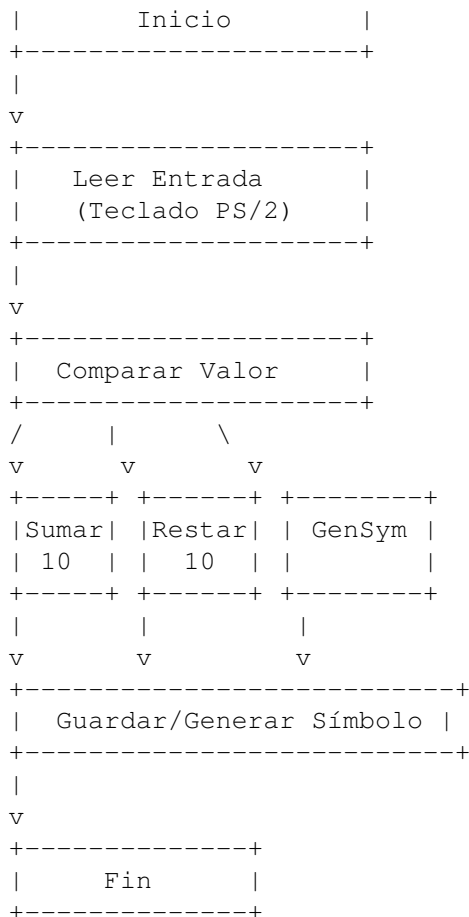 |        Inicio        |
+---------------------+
|
v
+---------------------+
|   Leer Entrada      |
|   (Teclado PS/2)    |
+---------------------+
|
v
+---------------------+
|  Comparar Valor     |
+---------------------+
/     |     \
v      v       v
+-----+ +------+ +--------+
|Sumar| |Restar| | GenSym |
| 10  | |  10  | |        |
+-----+ +------+ +--------+
|       |         |
v       v         v
+---------------------------+
|  Guardar/Generar Símbolo |
+---------------------------+
|
v
+--------------+
|     Fin      |
+--------------+